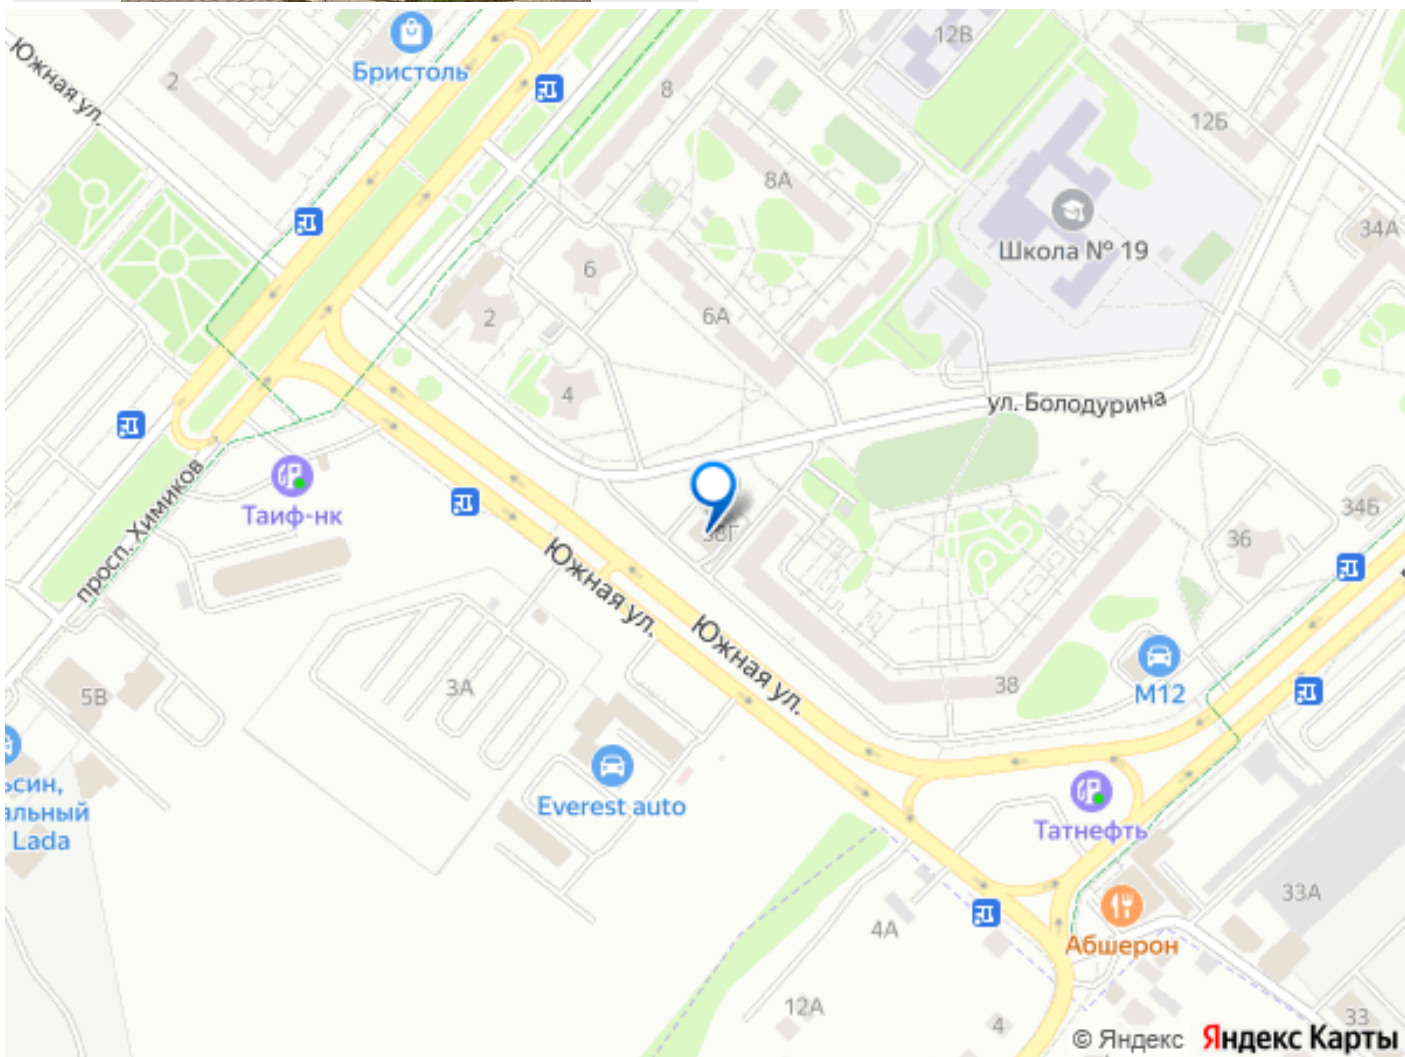 Южная ул.
2
Бристоль
8
12В
12Б
8А
Школа № 19
34А
6
2
6А
4
ул. Болодурина
просп. Химиков
Таиф-нк
38Г
34Б
36
Южная ул.
Южная ул.
3А
5В
38
М12
ьсин,
альный
Lada
Everest auto
Татнефть
33А
4А
Абшерон
12А
4
33
© Яндекс Яндекс Карты